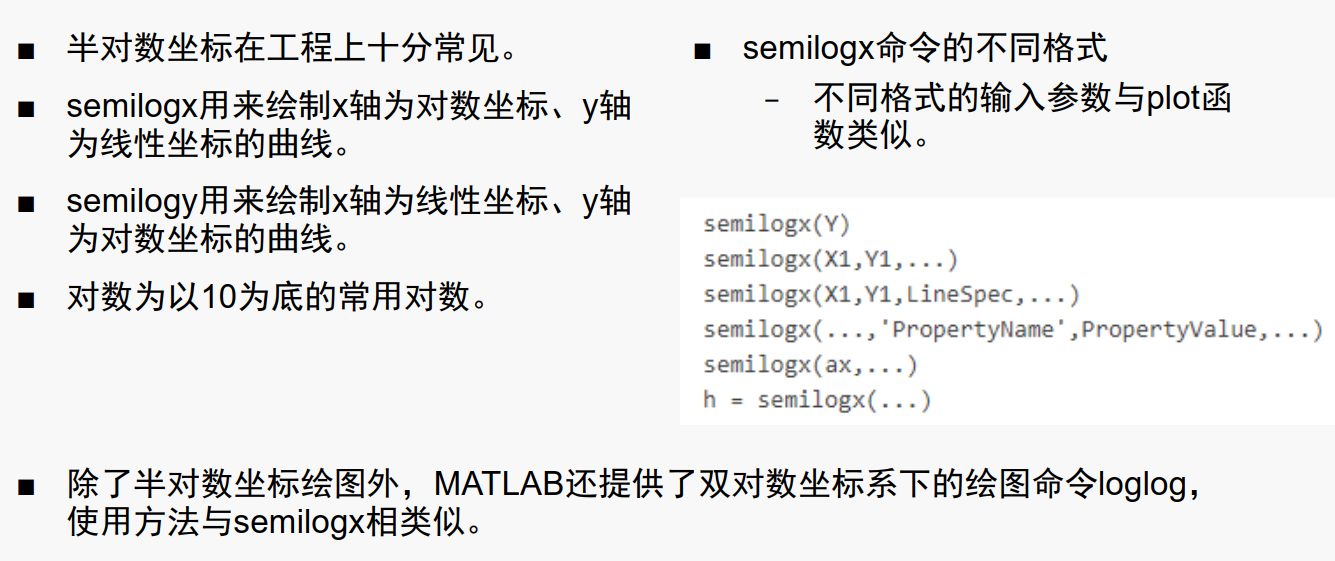 ■ 半对数坐标在工程上十分常见。
■ semilogx用来绘制x轴为对数坐标、y轴
为线性坐标的曲线。
■ semilogy用来绘制x轴为线性坐标、y轴
为对数坐标的曲线。
■ 对数为以10为底的常用对数。
■ semilogx命令的不同格式
– 不同格式的输入参数与plot函
数类似。
semilogx(Y)
semilogx(X1,Y1,...)
semilogx(X1,Y1,LineSpec,...)
semilogx(...,'PropertyName',PropertyValue,...)
semilogx(ax,...)
h = semilogx(...)
■ 除了半对数坐标绘图外，MATLAB还提供了双对数坐标系下的绘图命令loglog，
使用方法与semilogx相类似。